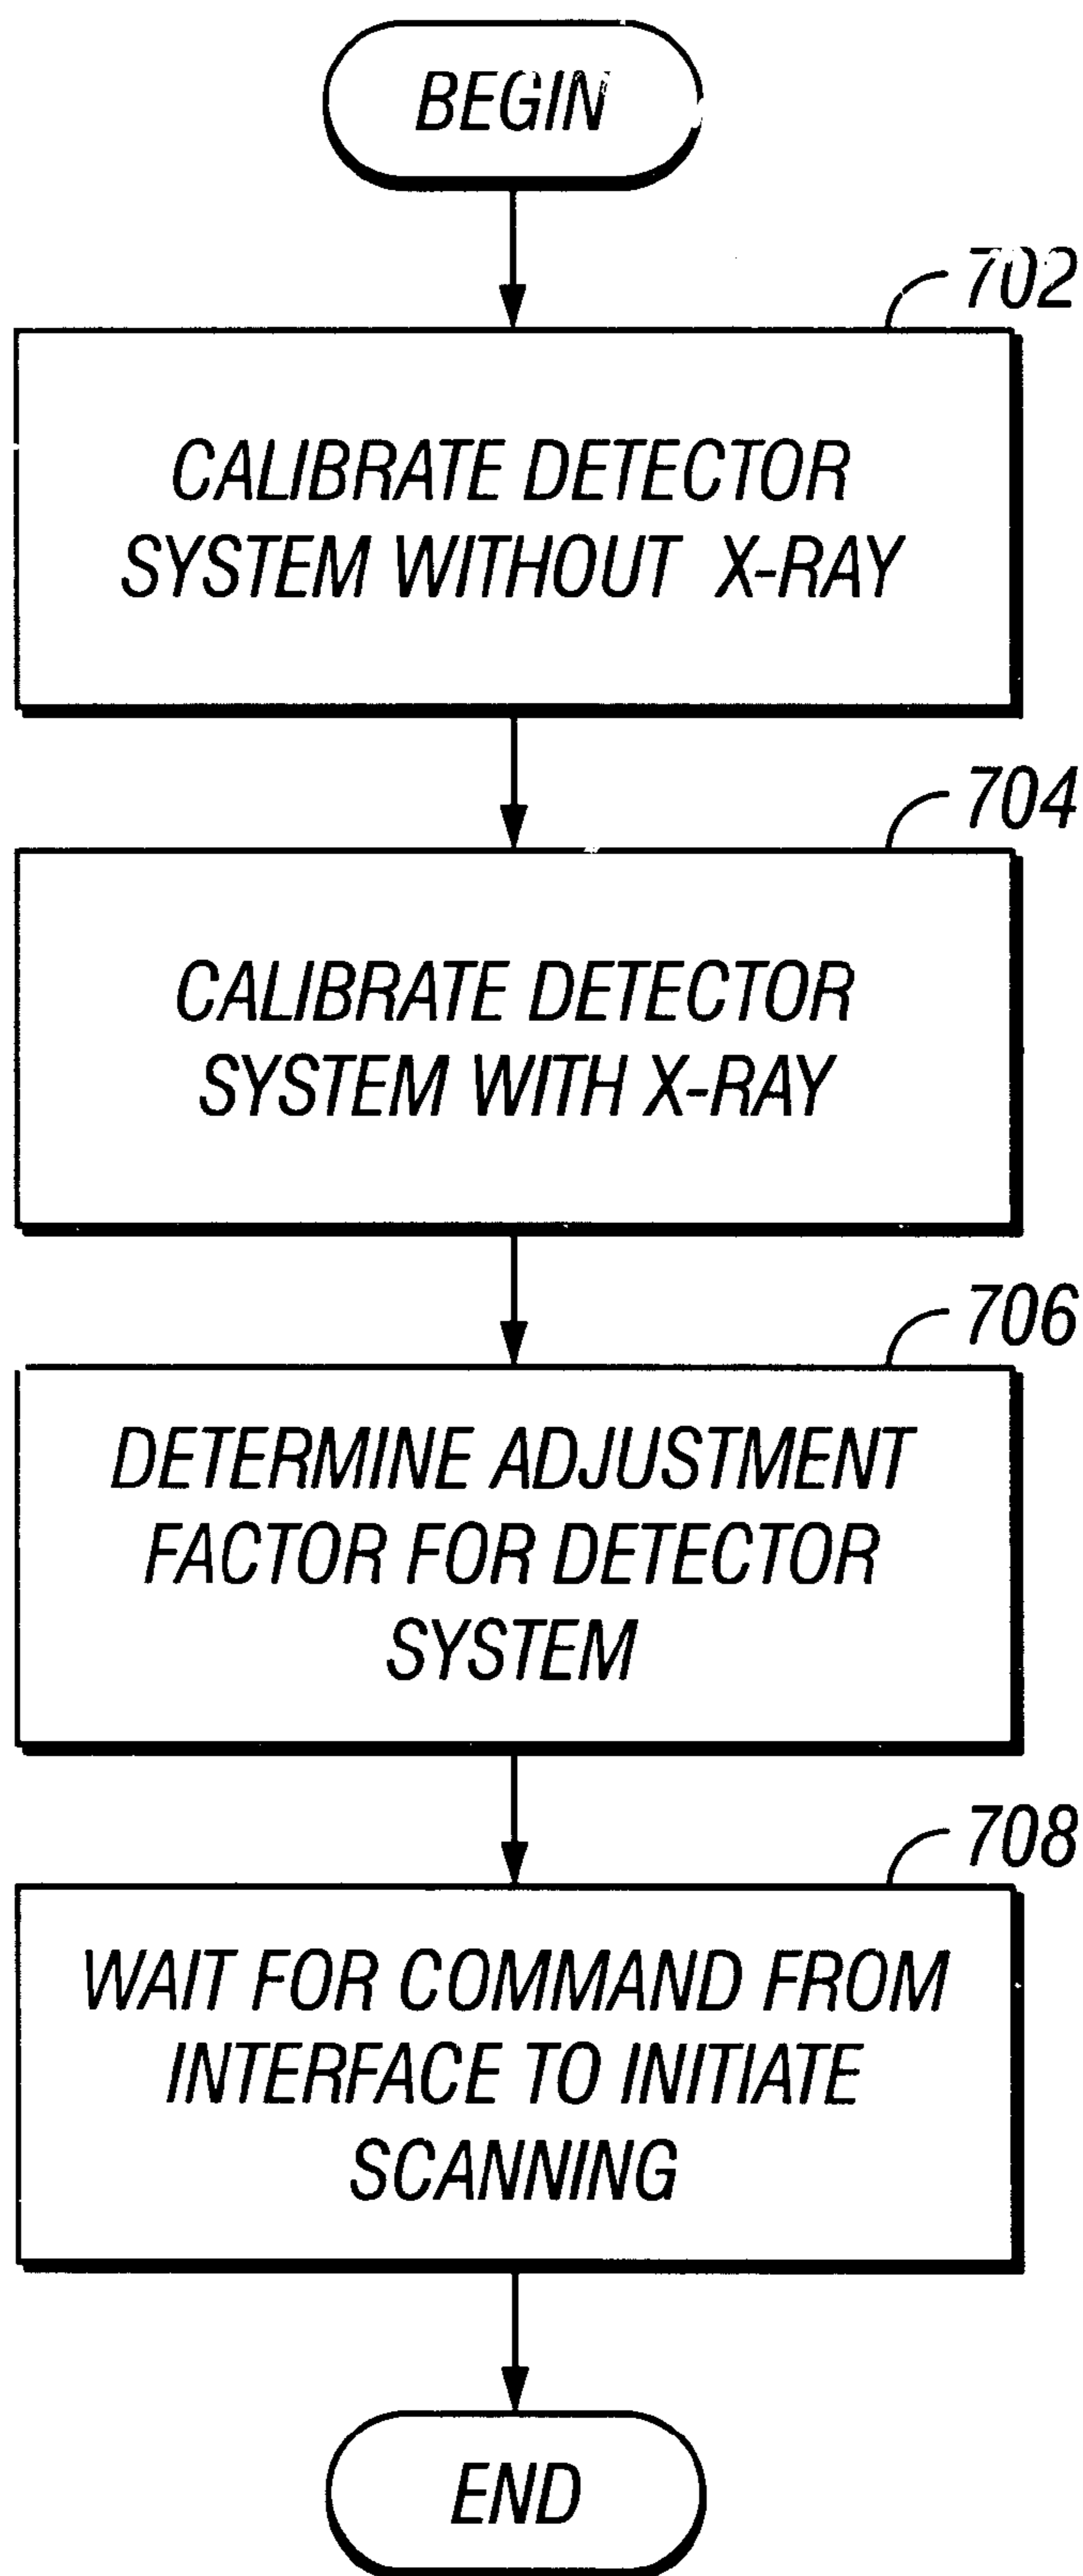 BEGIN
702
CALIBRATE DETECTOR
SYSTEM WITHOUT X-RAY
704
CALIBRATE DETECTOR
SYSTEM WITH X-RAY
706
DETERMINE ADJUSTMENT
FACTOR FOR DETECTOR
SYSTEM
708
WAIT FOR COMMAND FROM
INTERFACE TO INITIATE
SCANNING
END